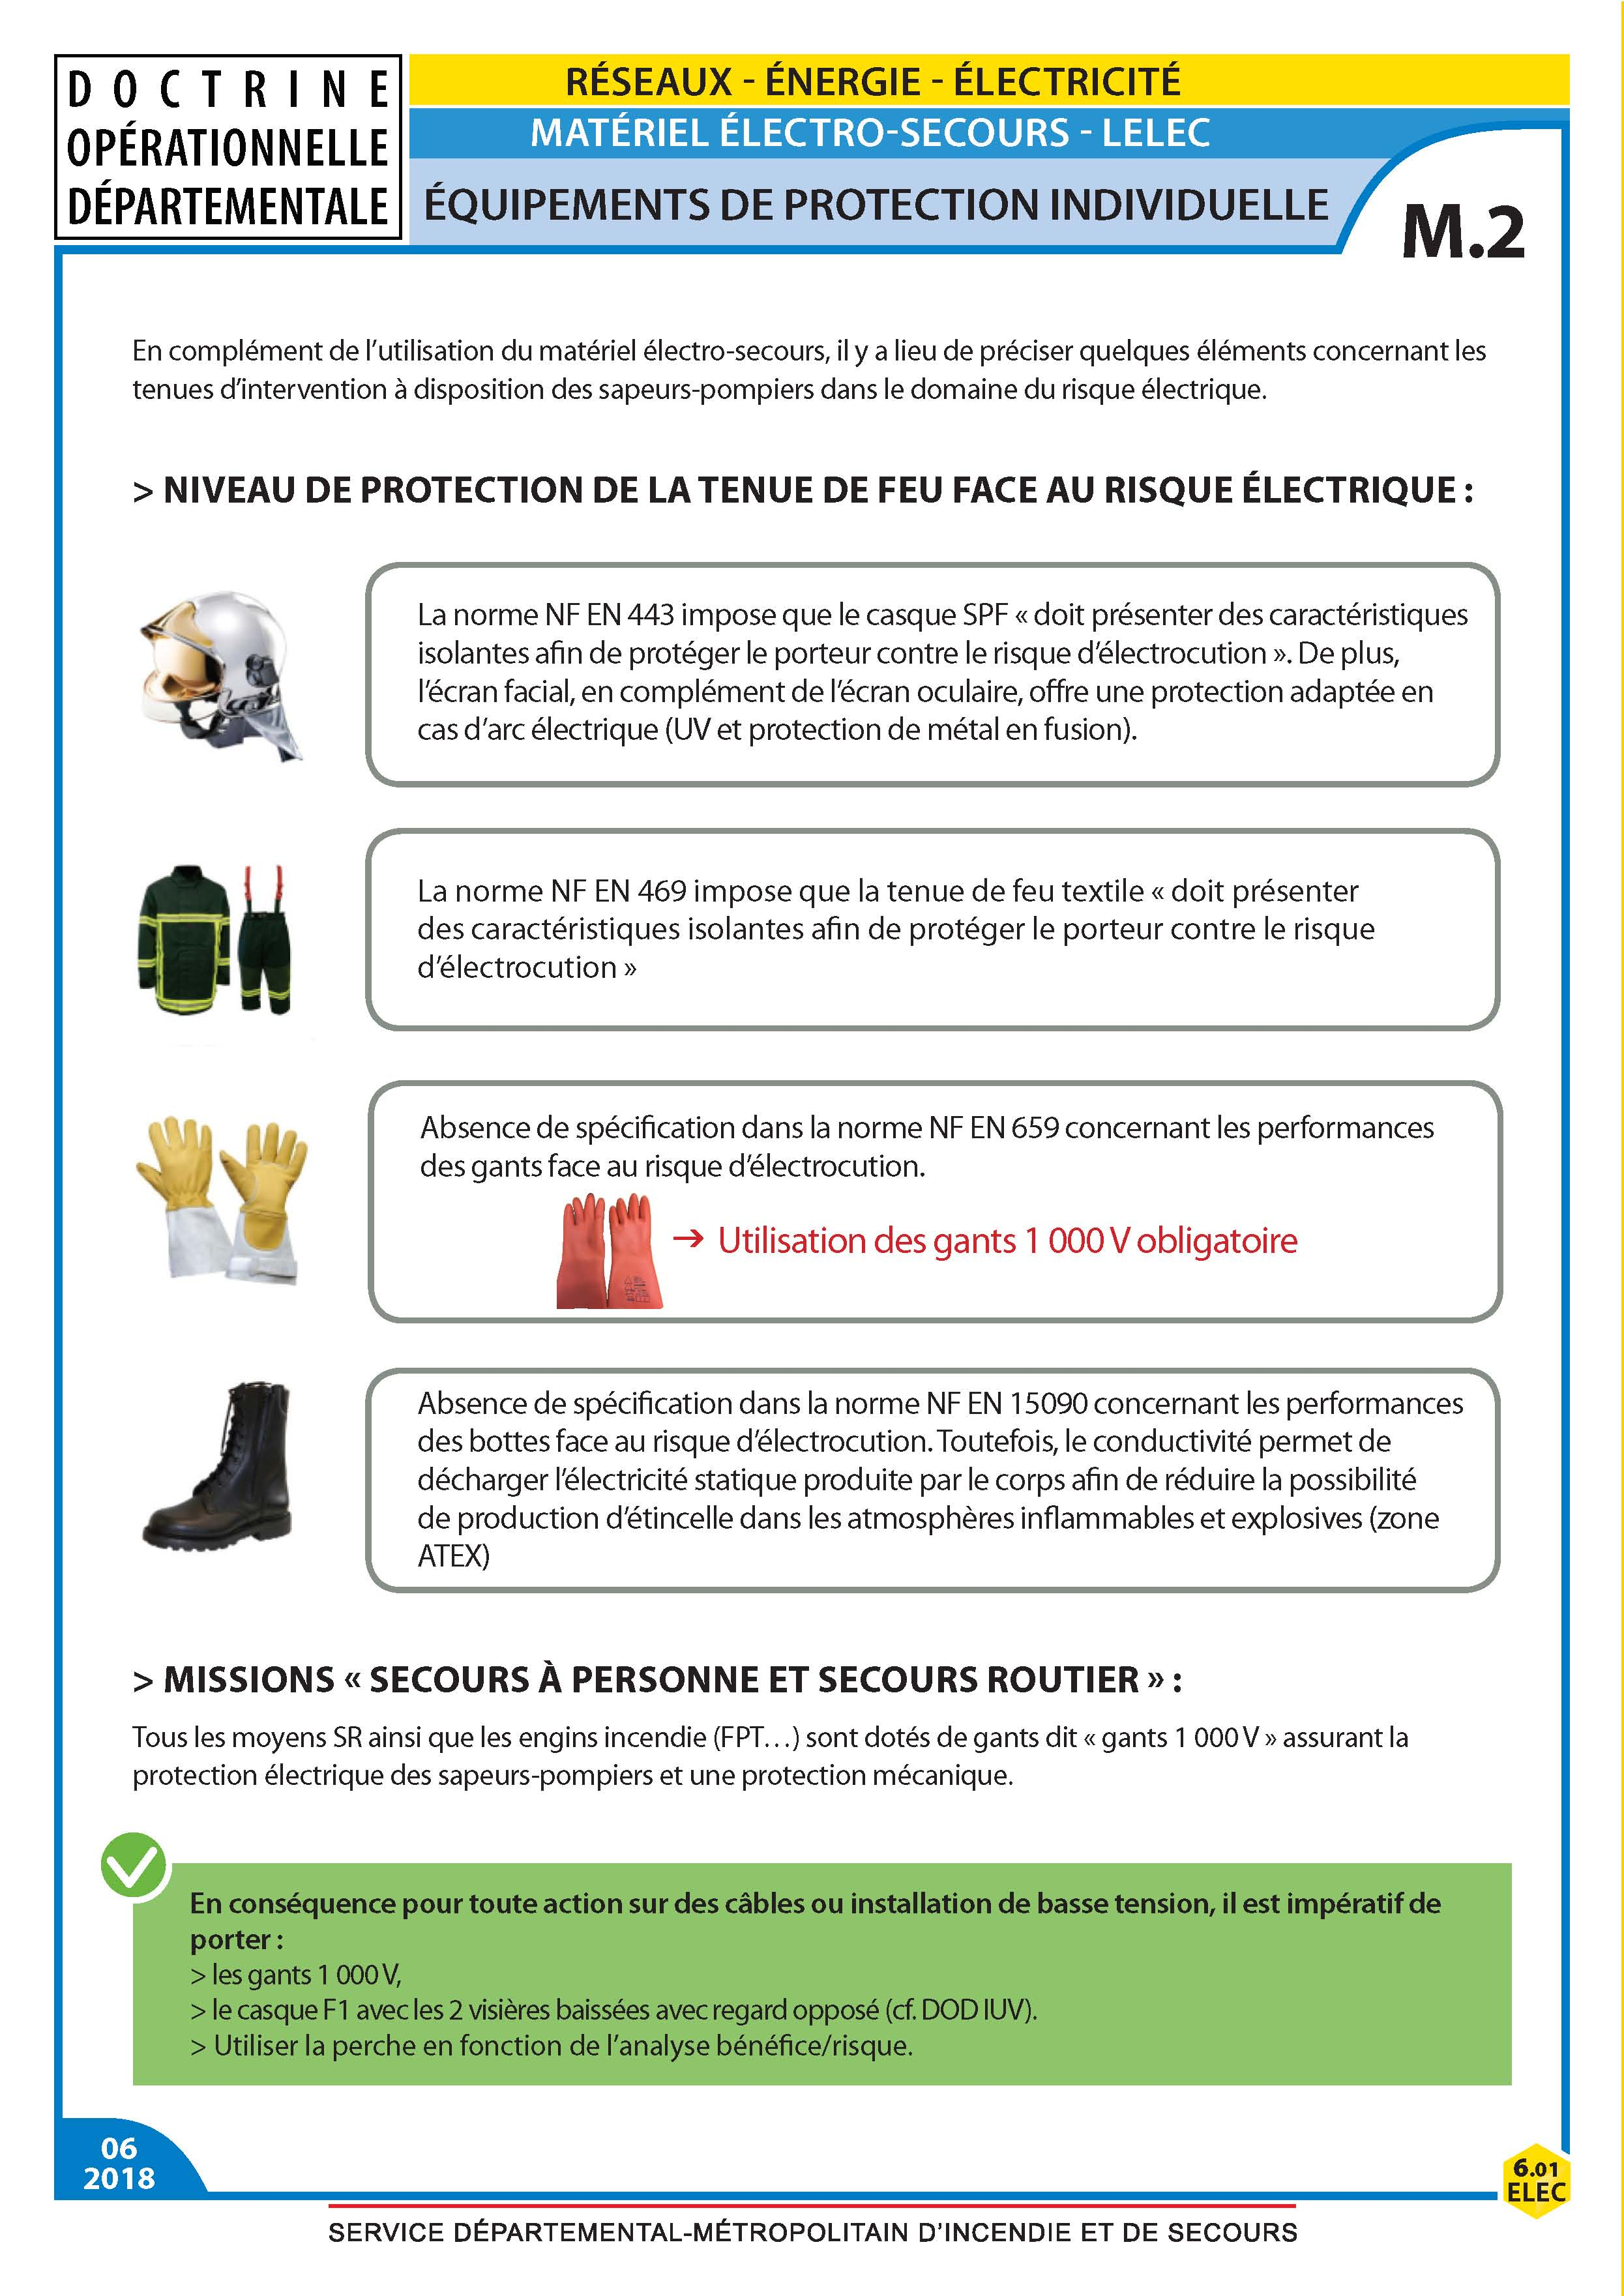 D O C T R I N E
OPÉRATIONNELLE
DÉPARTEMENTALE
RÉSEAUX - ÉNERGIE - ÉLECTRICITÉ
MATÉRIEL ÉLECTRO-SECOURS - LELEC
ÉQUIPEMENTS DE PROTECTION INDIVIDUELLE
M.2
En complément de l’utilisation du matériel électro-secours, il y a lieu de préciser quelques éléments concernant les
tenues d’intervention à disposition des sapeurs-pompiers dans le domaine du risque électrique.
> NIVEAU DE PROTECTION DE LA TENUE DE FEU FACE AU RISQUE ÉLECTRIQUE :
La norme NF EN 443 impose que le casque SPF « doit présenter des caractéristiques
isolantes afin de protéger le porteur contre le risque d’électrocution ». De plus,
l’écran facial, en complément de l’écran oculaire, offre une protection adaptée en
cas d’arc électrique (UV et protection de métal en fusion).
La norme NF EN 469 impose que la tenue de feu textile « doit présenter
des caractéristiques isolantes afin de protéger le porteur contre le risque
d’électrocution »
Absence de spécification dans la norme NF EN 659 concernant les performances
des gants face au risque d’électrocution.
➔ Utilisation des gants 1 000 V obligatoire
Absence de spécification dans la norme NF EN 15090 concernant les performances
des bottes face au risque d’électrocution. Toutefois, le conductivité permet de
décharger l’électricité statique produite par le corps afin de réduire la possibilité
de production d’étincelle dans les atmosphères inflammables et explosives (zone
ATEX)
> MISSIONS « SECOURS À PERSONNE ET SECOURS ROUTIER » :
Tous les moyens SR ainsi que les engins incendie (FPT…) sont dotés de gants dit « gants 1 000 V » assurant la
protection électrique des sapeurs-pompiers et une protection mécanique.
En conséquence pour toute action sur des câbles ou installation de basse tension, il est impératif de
porter :
> les gants 1 000 V,
> le casque F1 avec les 2 visières baissées avec regard opposé (cf. DOD IUV).
> Utiliser la perche en fonction de l’analyse bénéfice/risque.
06
2018
6.01
ELEC
SERVICE DÉPARTEMENTAL-MÉTROPOLITAIN D’INCENDIE ET DE SECOURS